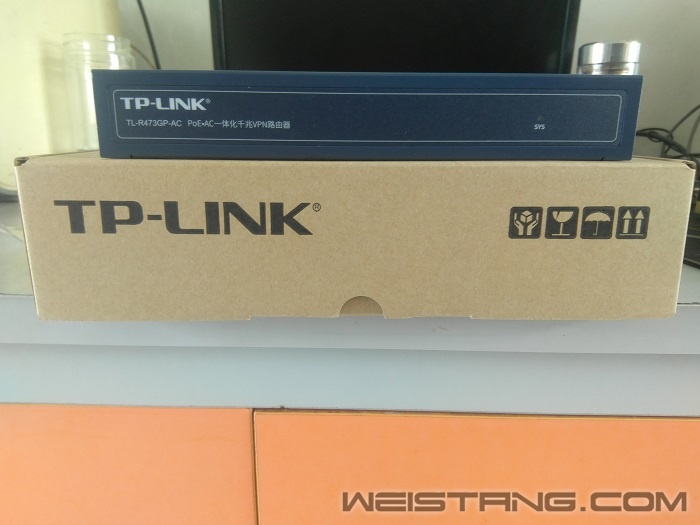 TP-LINK®
TL-R473GP-AC PoE•AC一体化千兆VPN路由器
SYS
TP-LINK®
WEISTANG.COM